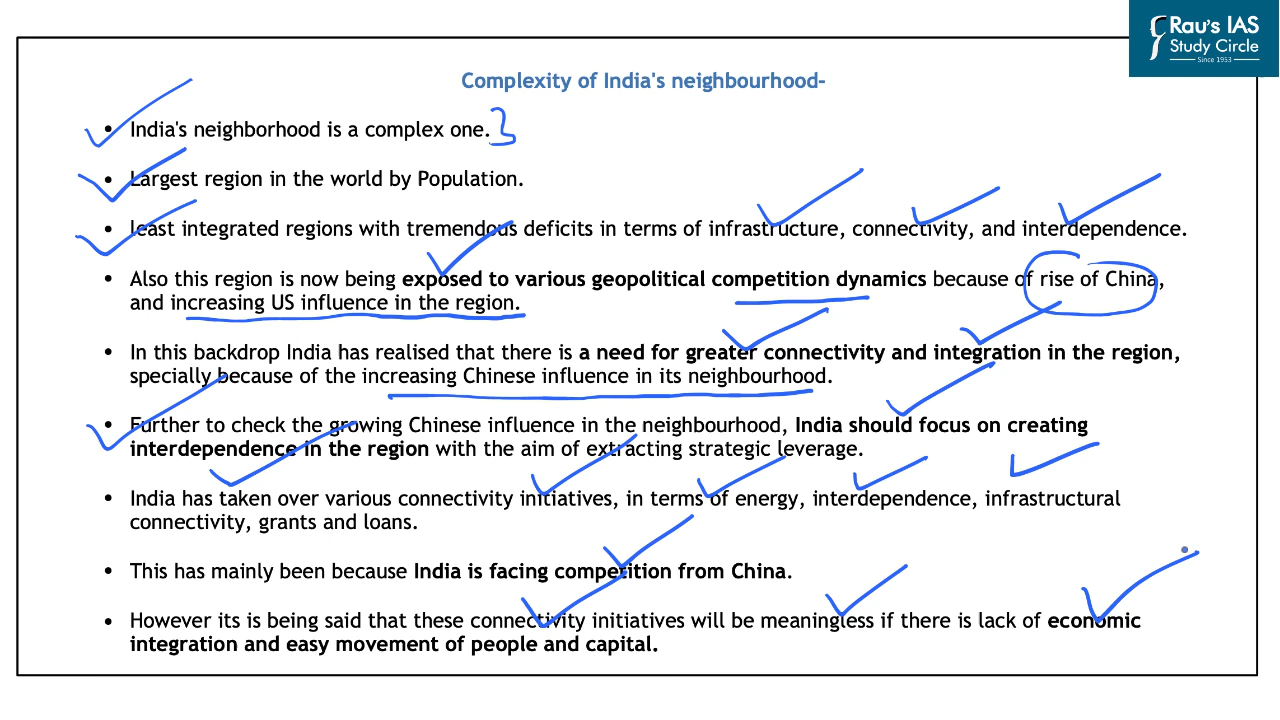 Rau's IAS
Study Circle
Since 1953
Complexity of India's neighbourhood-
• India's neighborhood is a complex one.
• Largest region in the world by Population.
• least integrated regions with tremendous deficits in terms of infrastructure, connectivity, and interdependence.
• Also this region is now being exposed to various geopolitical competition dynamics because of rise of China,
and increasing US influence in the region.
• In this backdrop India has realised that there is a need for greater connectivity and integration in the region,
specially because of the increasing Chinese influence in its neighbourhood.
• Further to check the growing Chinese influence in the neighbourhood, India should focus on creating
interdependence in the region with the aim of extracting strategic leverage.
• India has taken over various connectivity initiatives, in terms of energy, interdependence, infrastructural
connectivity, grants and loans.
• This has mainly been because India is facing competition from China.
• However its is being said that these connectivity initiatives will be meaningless if there is lack of economic
integration and easy movement of people and capital.